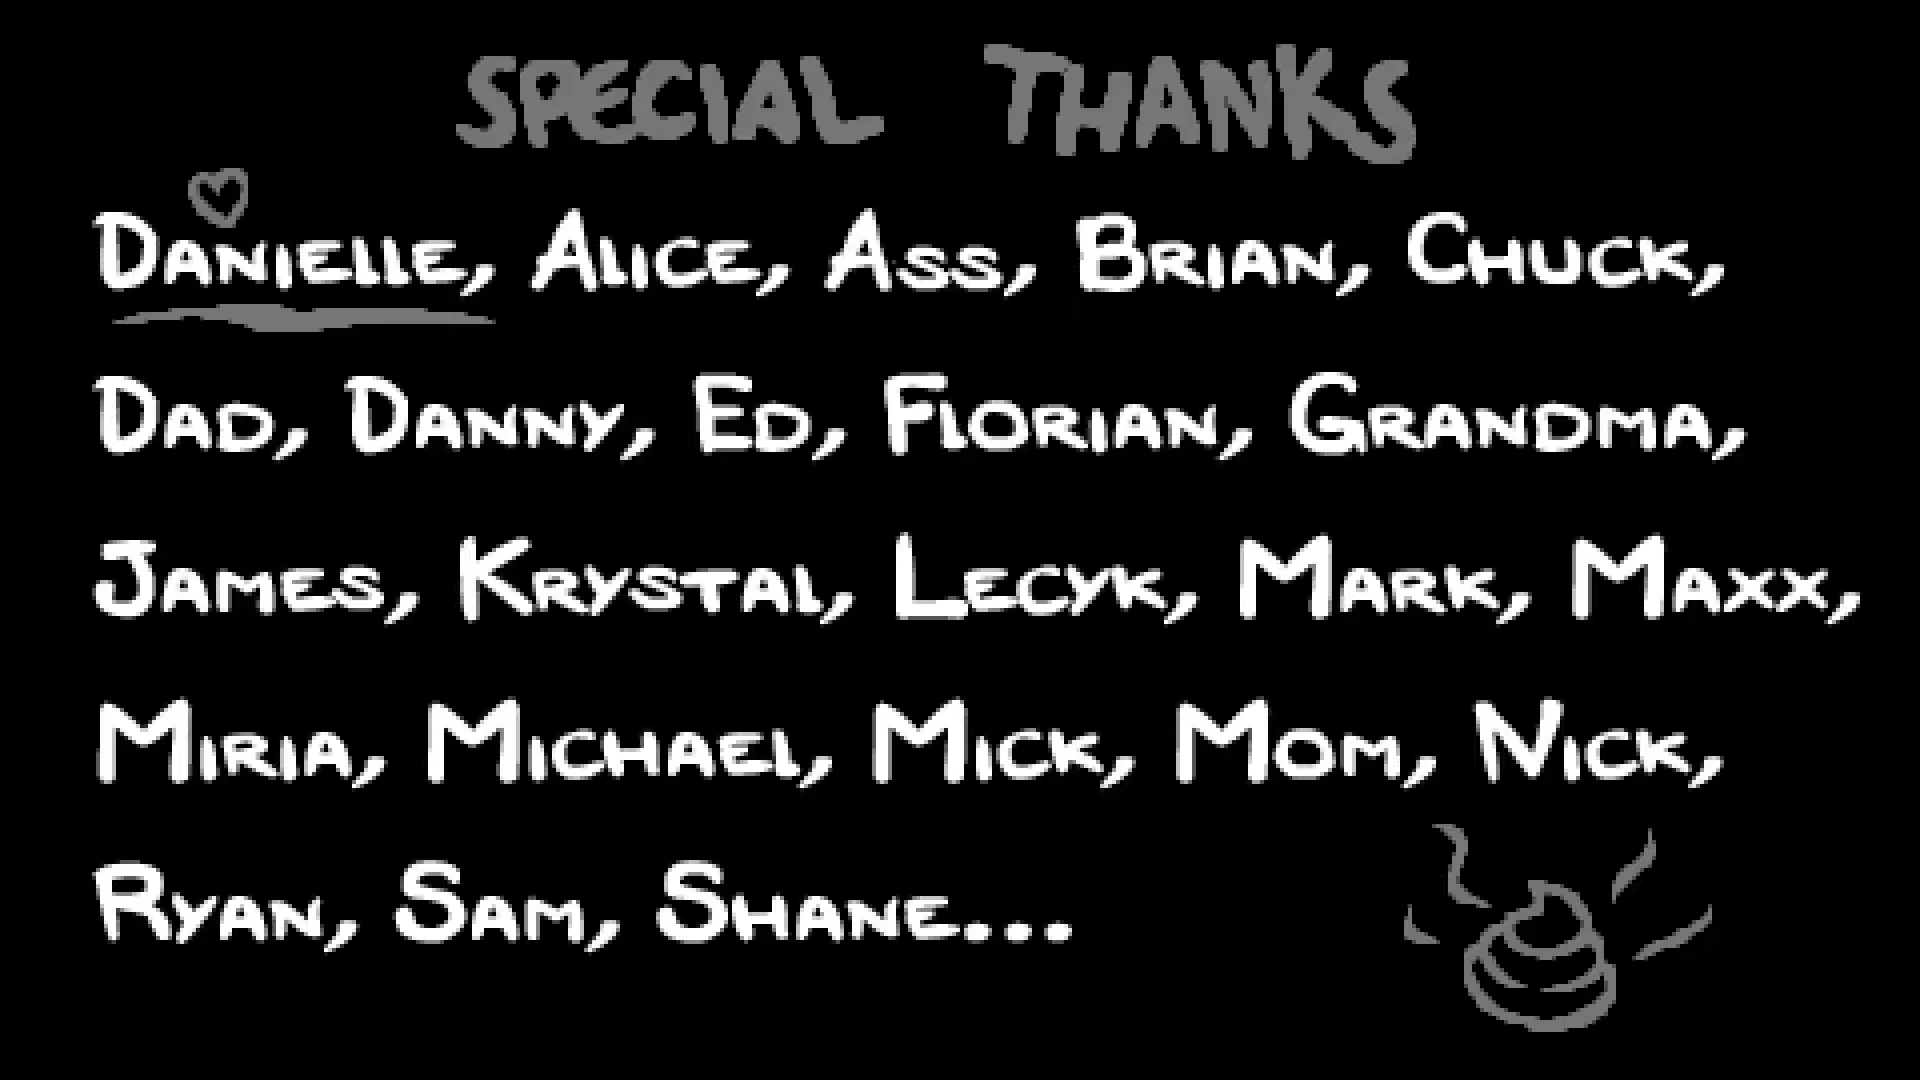 SPECIAL THANKS
DANIELLE, ALICE, ASS, BRIAN, CHUCK,
DAD, DANNY, ED, FLORIAN, GRANDMA,
JAMES, KRYSTAL, LECYK, MARK, MAXX,
MIRIA, MICHAEL, MICK, MOM, NICK,
RYAN, SAM, SHANE...